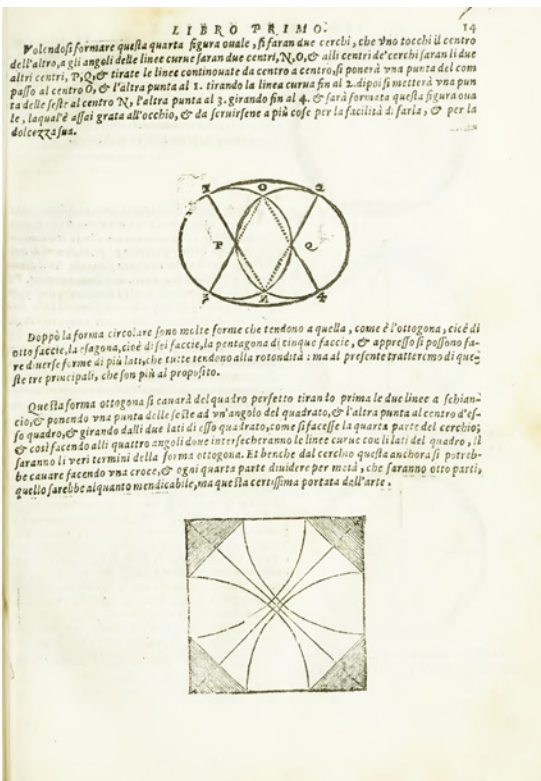 LIBRO PRIMO. 14
Volendosi formare questa quarta figura ouale, si faran due cerchi, che vno tocchi il centro
dell'altro, a gli angoli delle linee curue saran due centri, N, O, & alli centri de' cerchi saran li due
altri centri, P, Q, & tirate le linee continouate da centro a centro, si ponerà vna punta del com
passo al centro O, & l'altra punta al 1. tirando la linea curua fin al 2. dipoi si metterà vna pun
ta delle seste al centro N, l'altra punta al 3. girando fin al 4. & sarà formata questa figura oua
le, laqual'è assai grata all'occhio, & da seruirsene a più cose per la facilità di farla, & per la
dolcezza sua.
1 O 2
P Q
3 N 4
Doppò la forma circolare sono molte forme che tendono a quella, come è l'ottogona, cioè di
otto faccie, la esagona, cioè di sei faccie, la pentagona di cinque faccie, & appresso si possono fa-
re diuerse forme di più lati, che tutte tendono alla rotondità: ma al presente tratteremo di que-
ste tre principali, che son più al proposito.
Questa forma ottogona si cauarà del quadro perfetto tirando prima le due linee a schian-
cio, & ponendo vna punta delle seste ad vn'angolo del quadrato, & l'altra punta al centro d'es-
so quadro, & girando dalli due lati di esso quadrato, come si facesse la quarta parte del cerchio;
& così facendo alli quattro angoli doue intersecheranno le linee curue con li lati del quadro, lì
saranno li veri termini della forma ottogona. Et benche dal cerchio questa anchora si potreb-
be cauare facendo vna croce, & ogni quarta parte diuidere per metà, che saranno otto parti,
quello sarebbe alquanto mendicabile, ma questa certissima portata dall'arte.